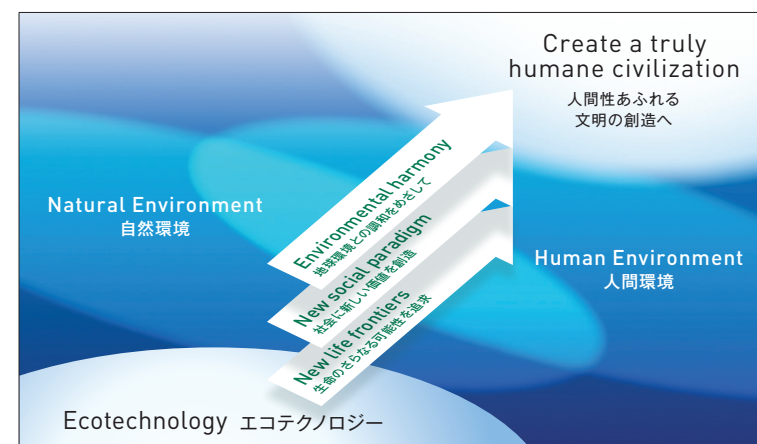 Create a truly
humane civilization
人間性あふれる
文明の創造へ
Natural Environment
自然環境
Environmental harmony
地球環境との調和をめざして
New social paradigm
社会に新しい価値を創造
New life frontiers
生命のさらなる可能性を追求
Human Environment
人間環境
Ecotechnology エコテクノロジー